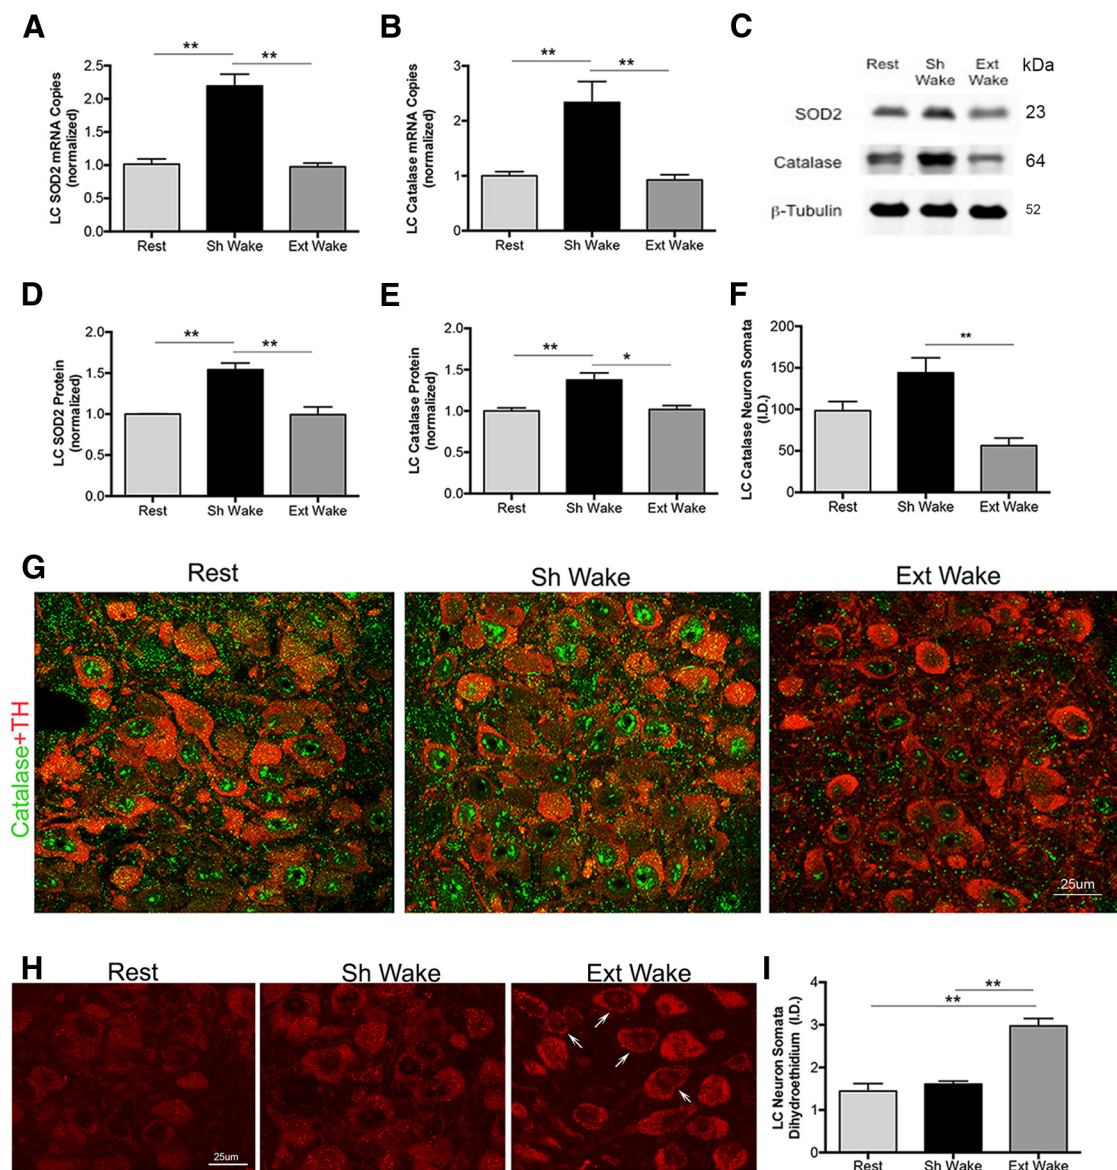 A
LC SOD2 mRNA Copies
(normalized)
2.5
2.0
1.5
1.0
0.5
0.0
**
**
Rest
Sh Wake
Ext Wake
B
LC Catalase mRNA Copies
(normalized)
3
2
1
0
**
**
Rest
Sh Wake
Ext Wake
C
Rest
Sh
Wake
Ext
Wake
kDa
SOD2
23
Catalase
64
β-Tubulin
52
D
LC SOD2 Protein
(normalized)
2.0
1.5
1.0
0.5
0.0
**
**
Rest
Sh Wake
Ext Wake
E
LC Catalase Protein
(normalized)
2.0
1.5
1.0
0.5
0.0
**
*
Rest
Sh Wake
Ext Wake
F
LC Catalase Neuron Somata
(I.D.)
200
150
100
50
0
**
Rest
Sh Wake
Ext Wake
G
Rest
Sh Wake
Ext Wake
Catalase+TH
25um
H
Rest
Sh Wake
Ext Wake
25um
I
LC Neuron Somata
Dihydroethidium (I.D.)
4
3
2
1
0
**
**
Rest
Sh Wake
Ext Wake